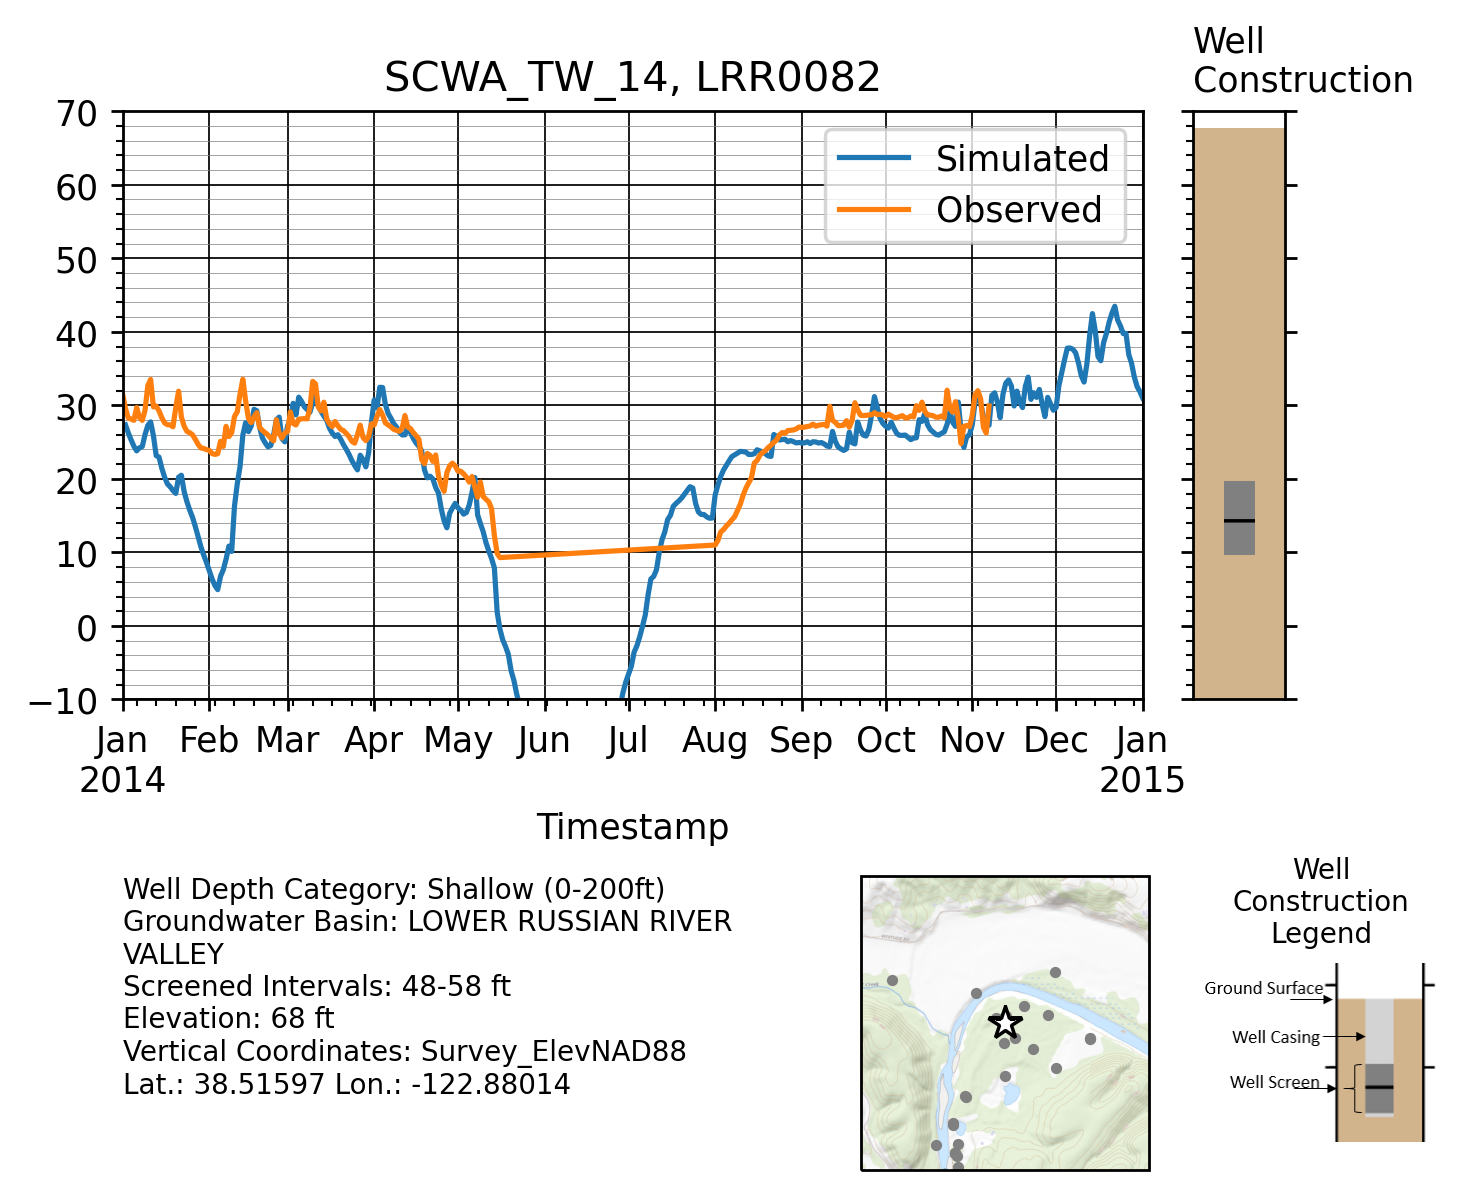 Well
Construction
SCWA_TW_14, LRR0082
70
60
50
40
30
20
10
0
−10
Simulated
Observed
Jan Feb Mar Apr May Jun Jul Aug Sep Oct Nov Dec Jan
2014 2015
Timestamp
Well Depth Category: Shallow (0-200ft)
Groundwater Basin: LOWER RUSSIAN RIVER
VALLEY
Screened Intervals: 48-58 ft
Elevation: 68 ft
Vertical Coordinates: Survey_ElevNAD88
Lat.: 38.51597 Lon.: -122.88014
Well
Construction
Legend
Ground Surface
Well Casing
Well Screen